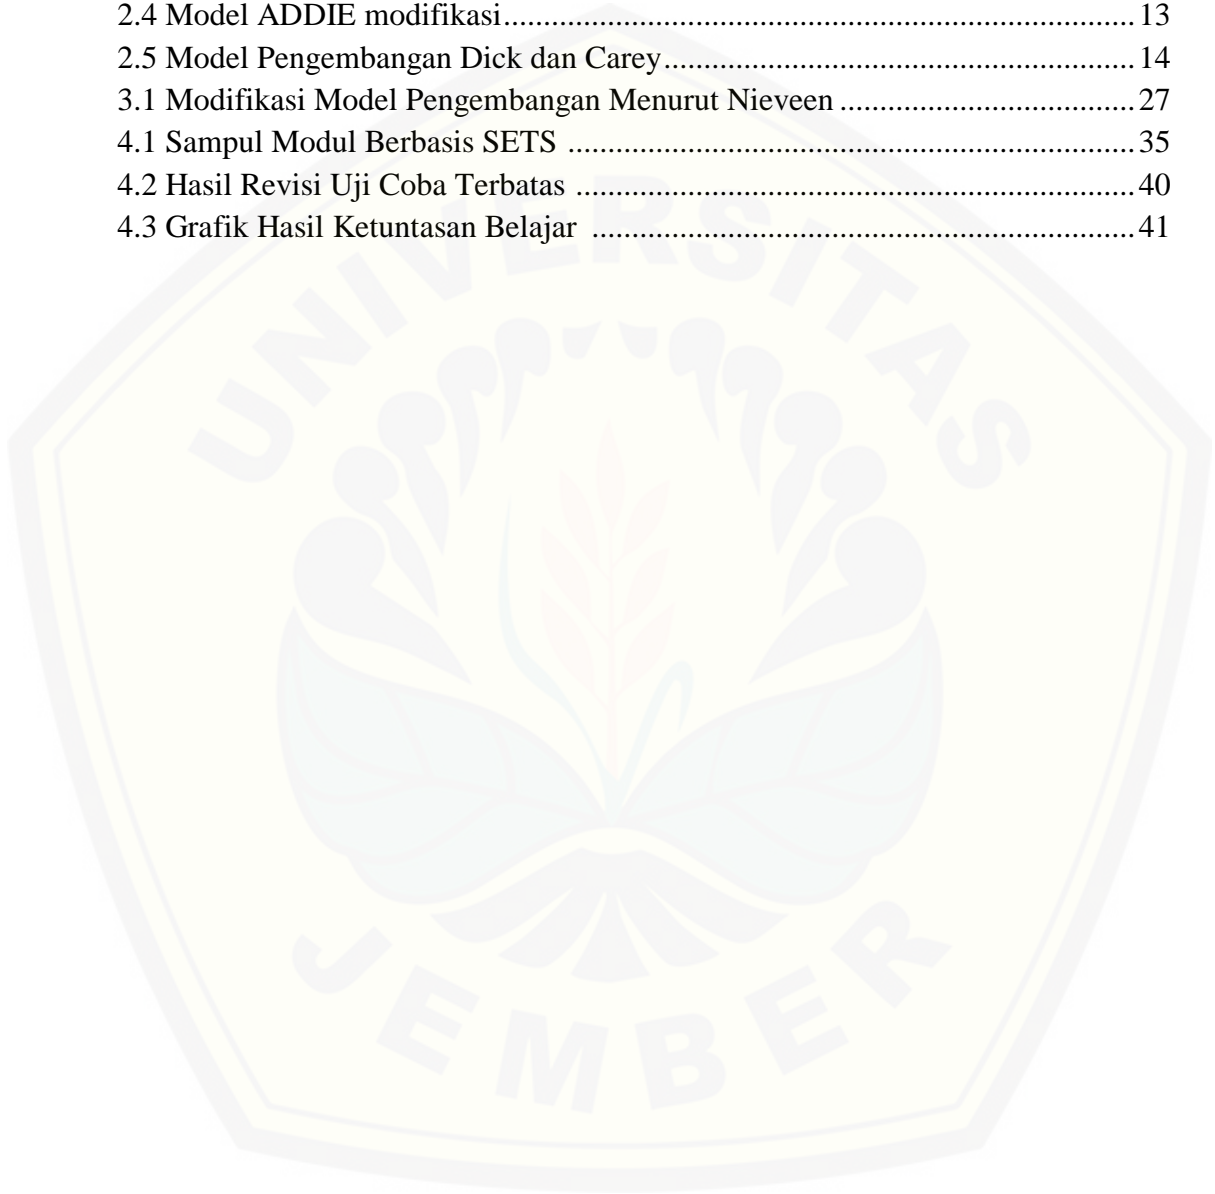 2.4 Model ADDIE modifikasi............................................................................... 13
2.5 Model Pengembangan Dick dan Carey........................................................... 14
3.1 Modifikasi Model Pengembangan Menurut Nieveen ..................................... 27
4.1 Sampul Modul Berbasis SETS ....................................................................... 35
4.2 Hasil Revisi Uji Coba Terbatas ...................................................................... 40
4.3 Grafik Hasil Ketuntasan Belajar .................................................................... 41
UNIVERSITAS
JEMBER